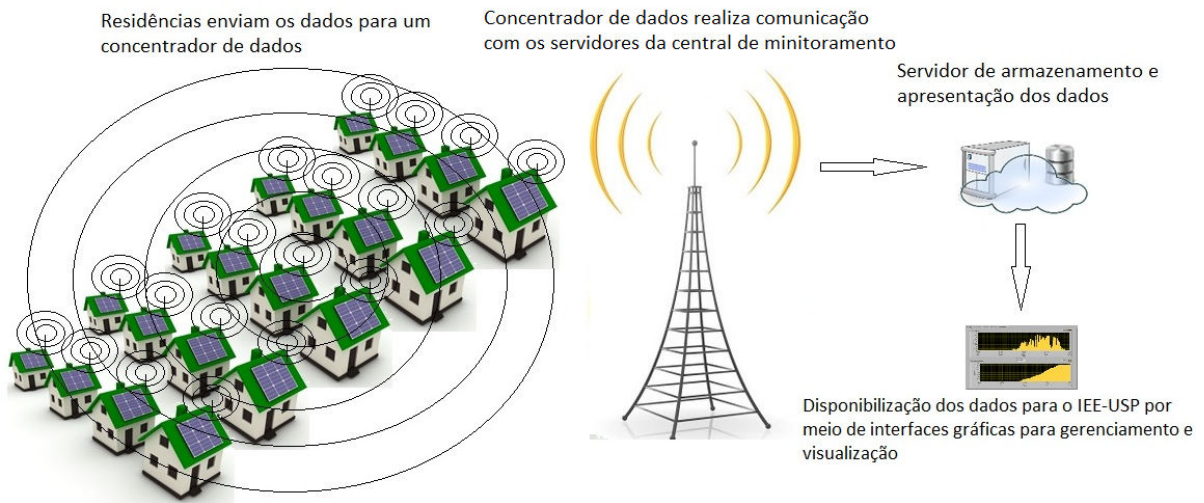 Residências enviam os dados para um
concentrador de dados
Concentrador de dados realiza comunicação
com os servidores da central de minitoramento
Servidor de armazenamento e
apresentação dos dados
Disponibilização dos dados para o IEE-USP por
meio de interfaces gráficas para gerenciamento e
visualização